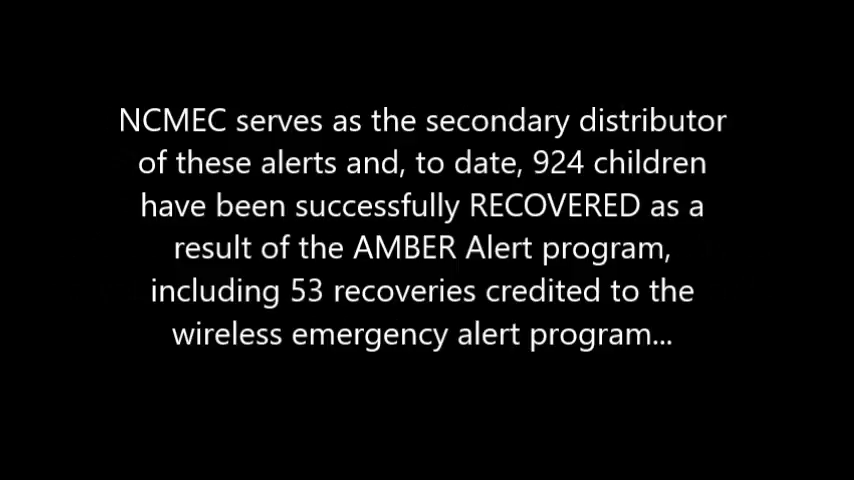 NCMEC serves as the secondary distributor
of these alerts and, to date, 924 children
have been successfully RECOVERED as a
result of the AMBER Alert program,
including 53 recoveries credited to the
wireless emergency alert program...